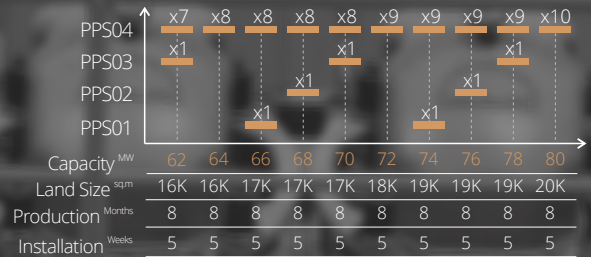 x7 x8 x8 x8 x8 x9 x9 x9 x9 x10
PPS04
PPS03 x1 x1 x1
PPS02 x1 x1
PPS01 x1 x1
Capacity MW 62 64 66 68 70 72 74 76 78 80
Land Size sq.m 16K 16K 17K 17K 17K 18K 19K 19K 19K 20K
Production Months 8 8 8 8 8 8 8 8 8 8
Installation Weeks 5 5 5 5 5 5 5 5 5 5